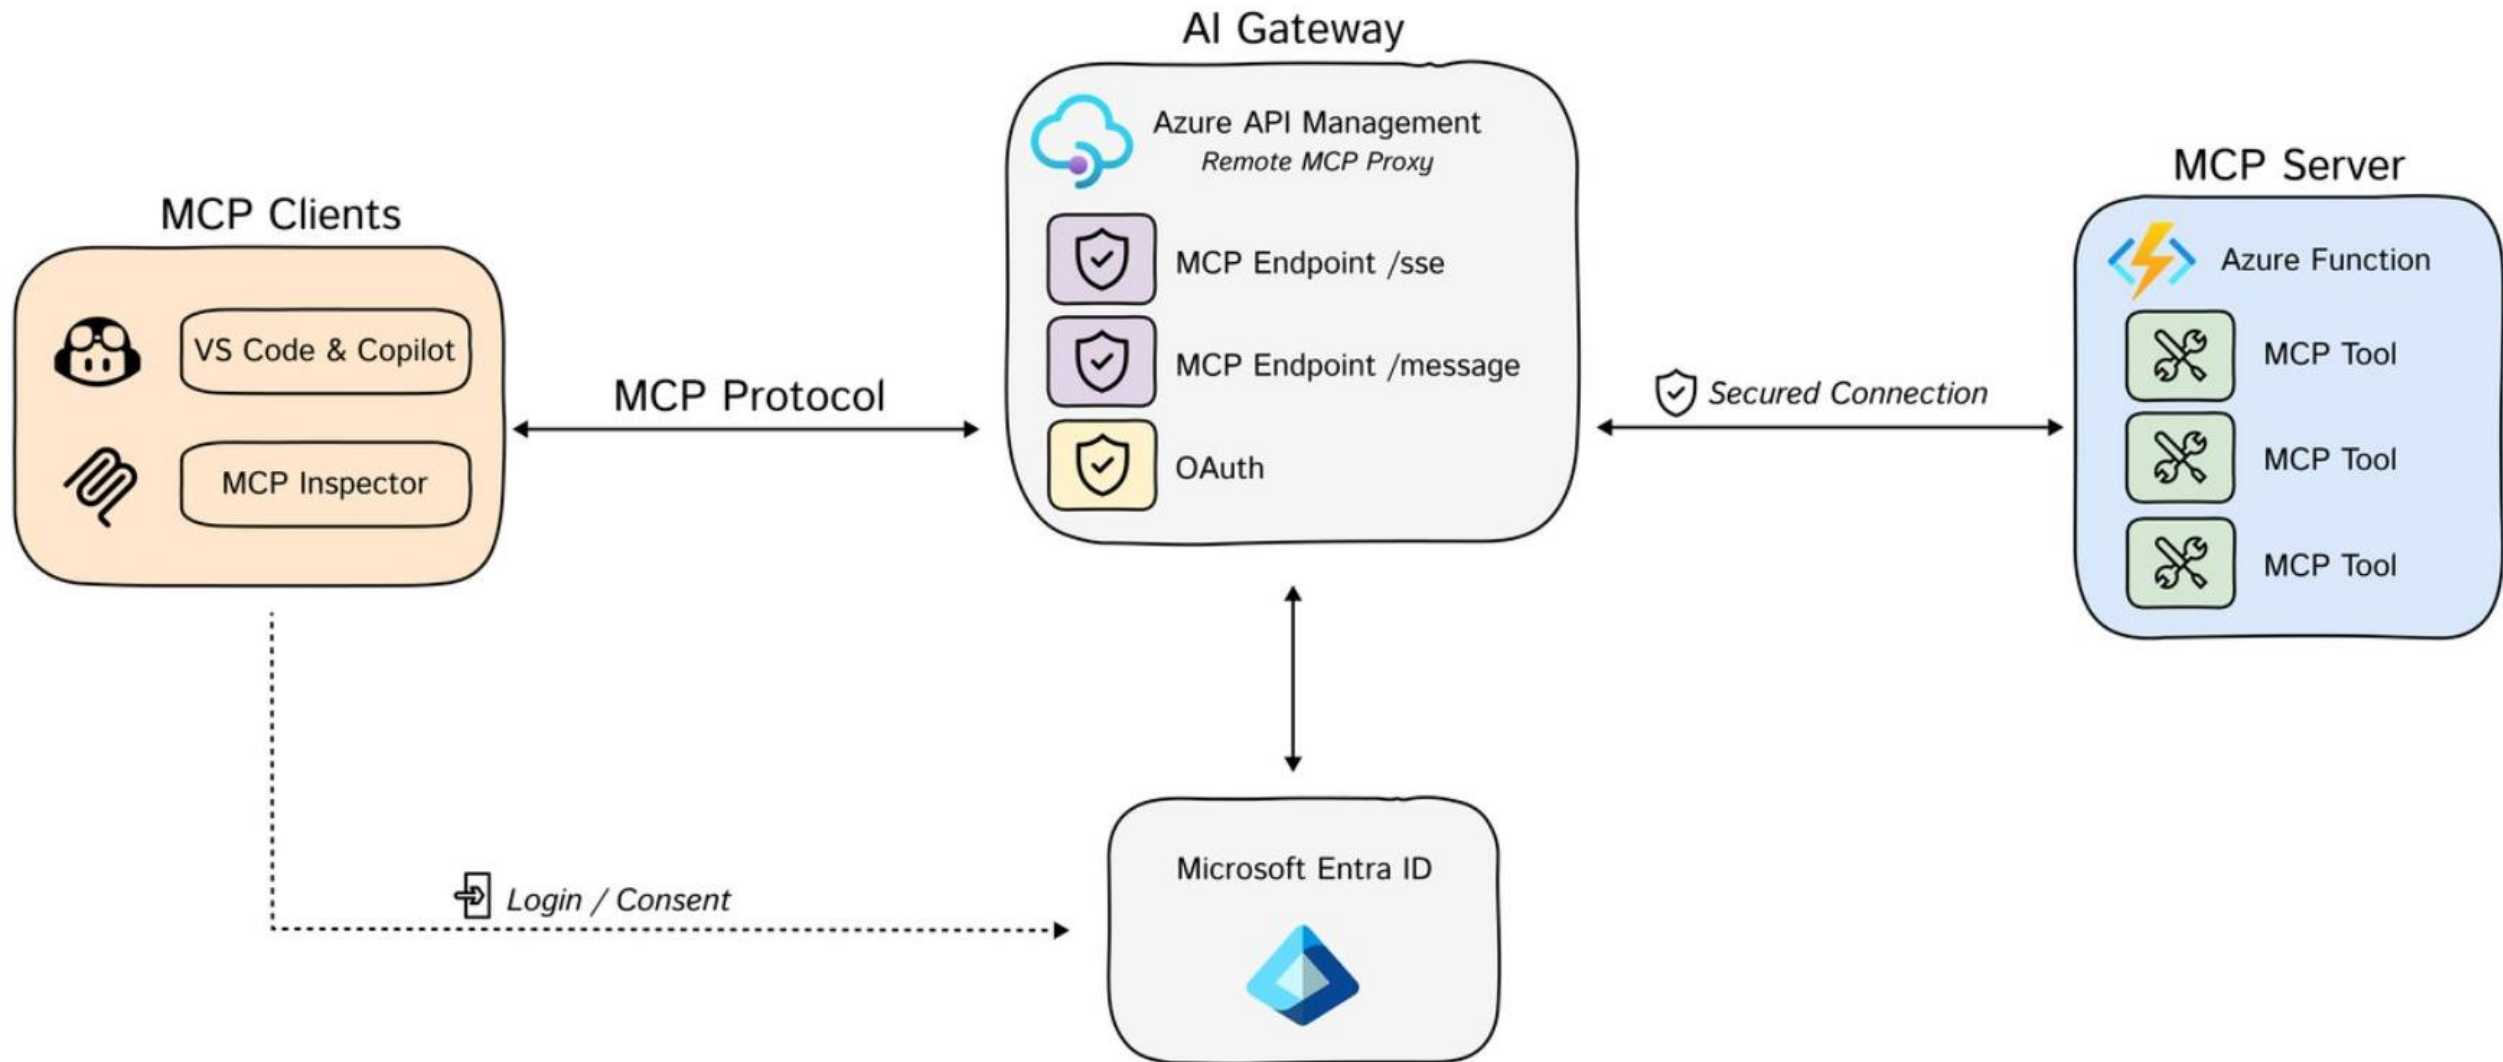 AI Gateway
Azure API Management
Remote MCP Proxy
MCP Endpoint /sse
MCP Endpoint /message
OAuth
MCP Clients
VS Code & Copilot
MCP Inspector
MCP Protocol
Secured Connection
MCP Server
Azure Function
MCP Tool
MCP Tool
MCP Tool
Login / Consent
Microsoft Entra ID